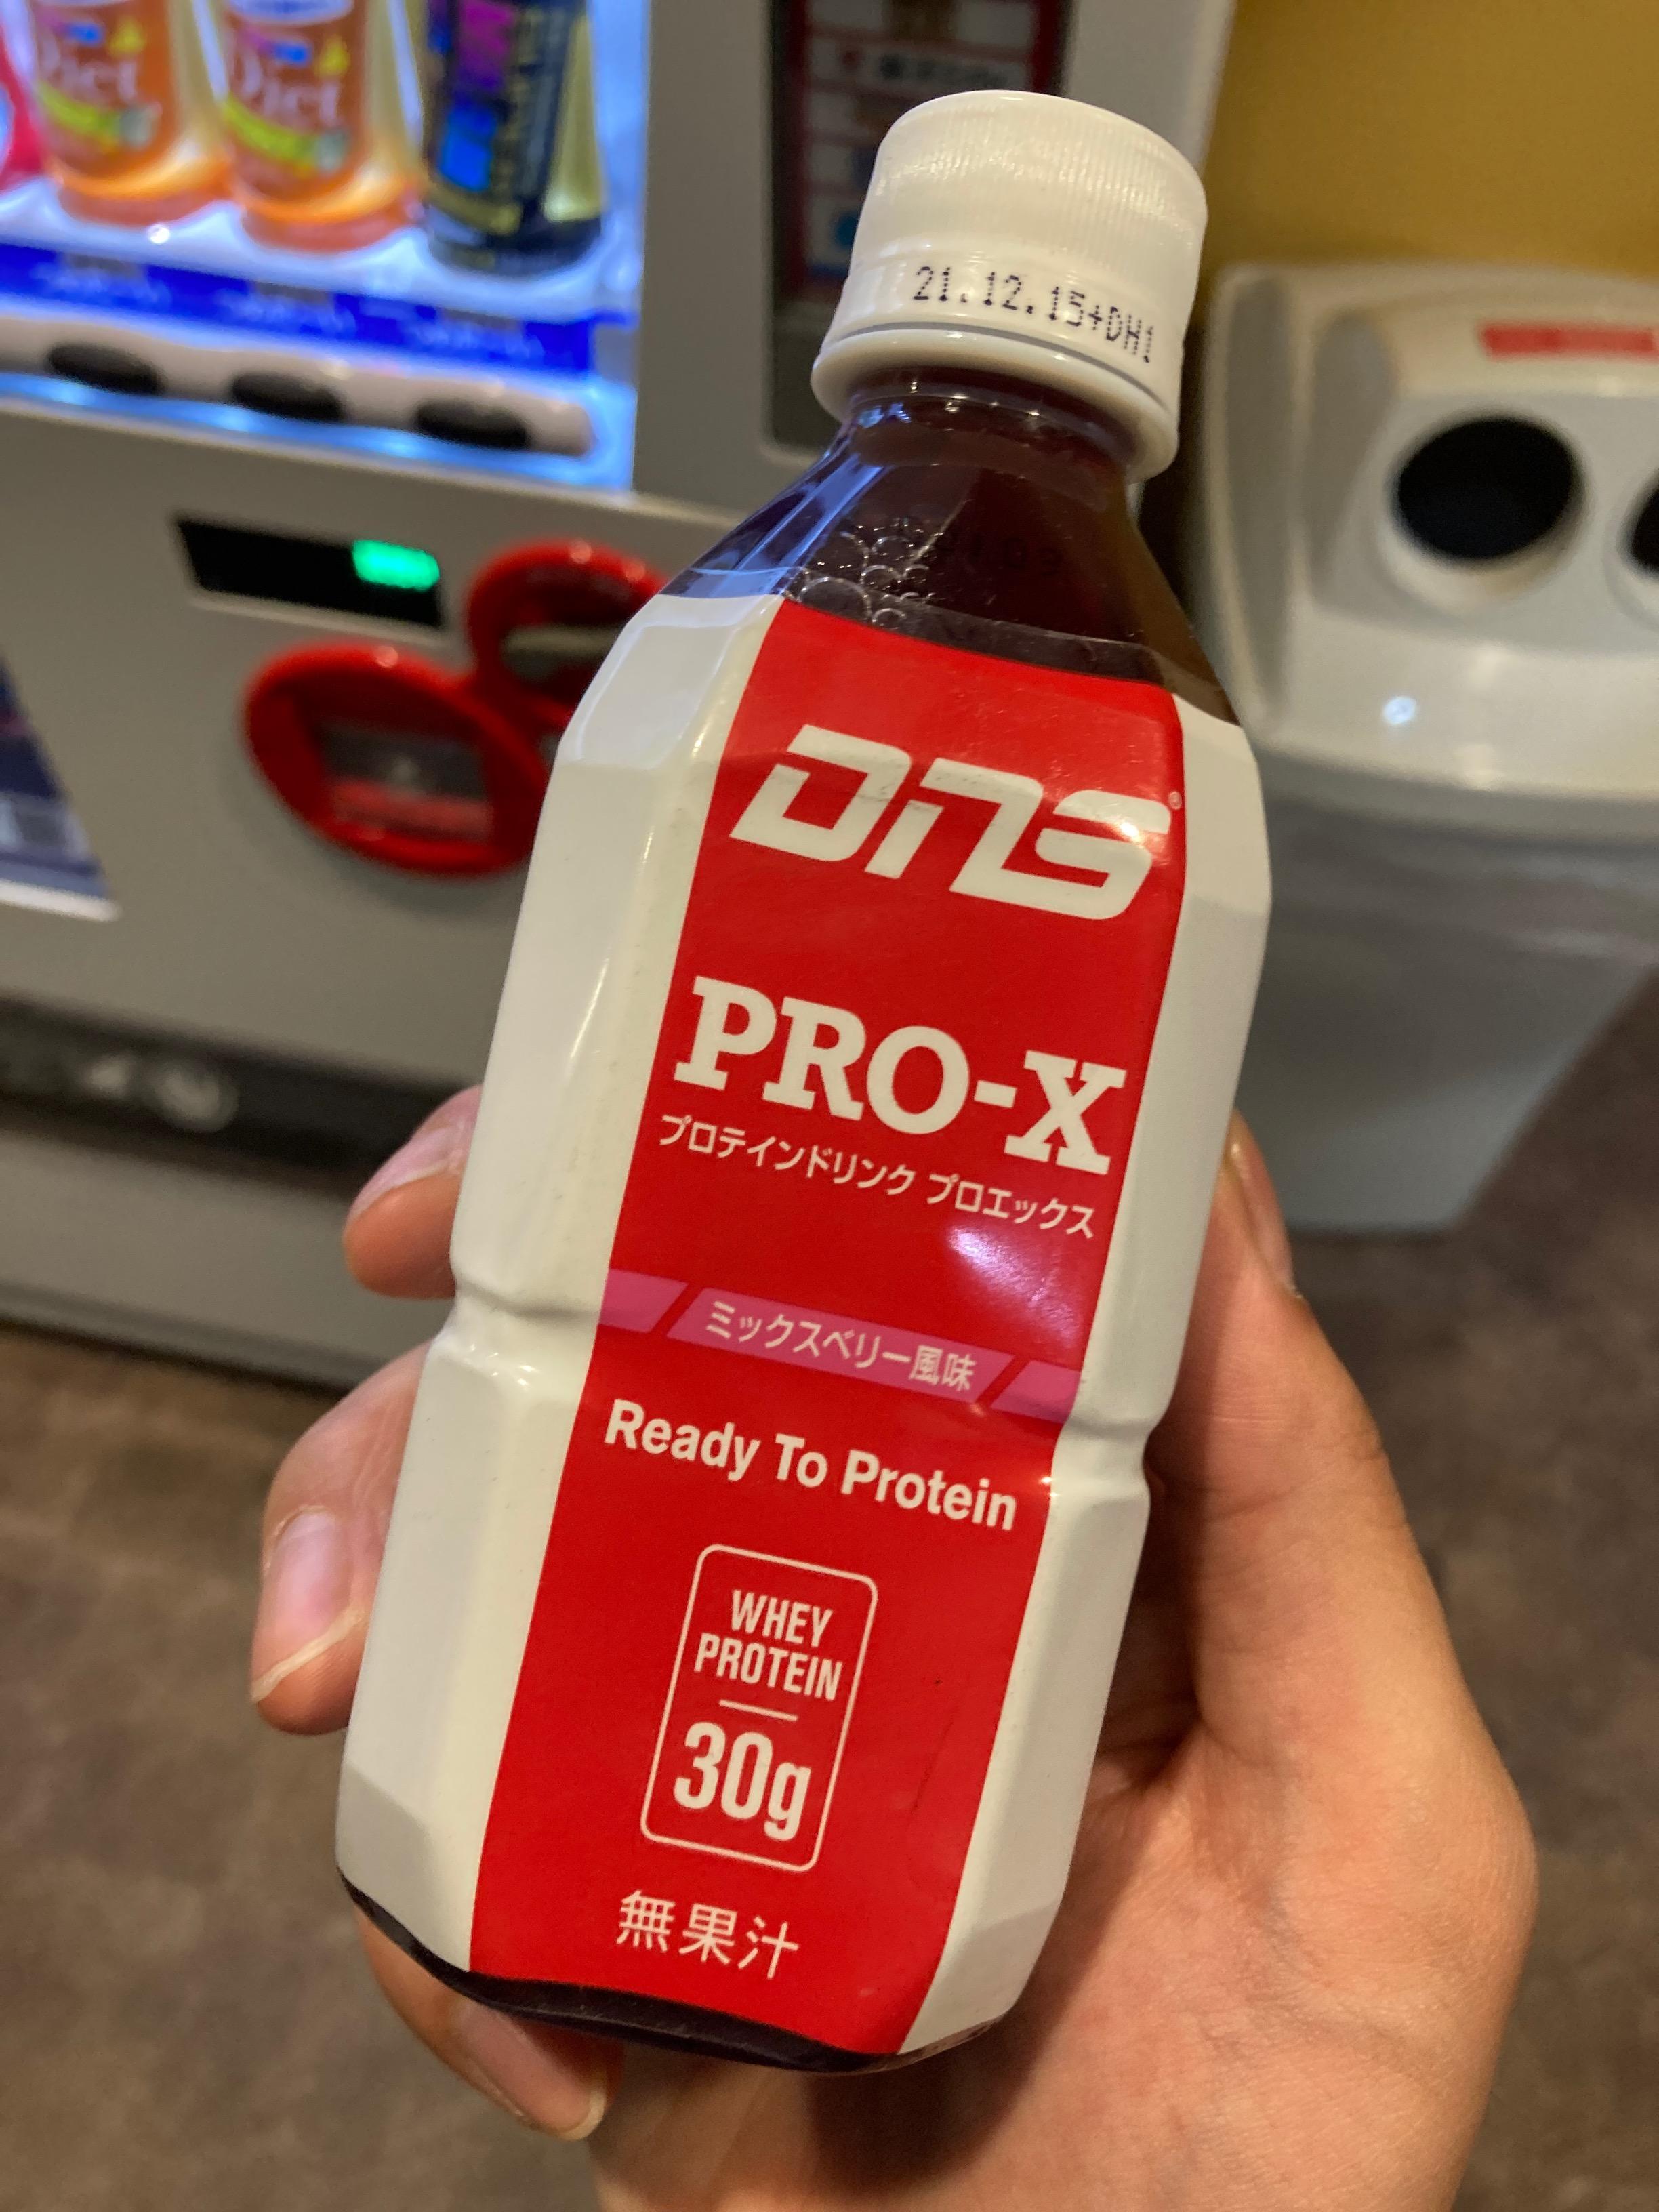 Diet
Diet
21.12.15+DH1
DNS®
PRO-X
プロテインドリンク プロエックス
ミックスベリー風味
Ready To Protein
WHEY
PROTEIN
30g
無果汁